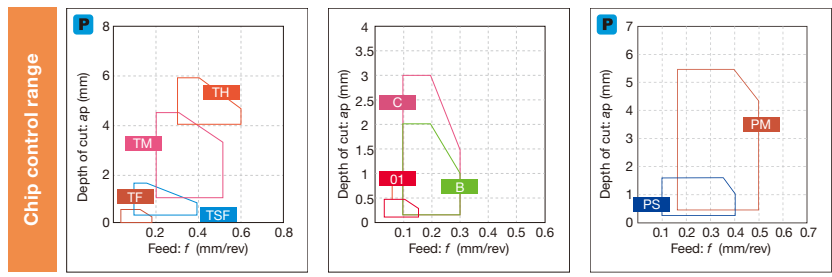 Chip control range
P
Depth of cut: ap (mm)
8
6
4
2
0
0.2 0.4 0.6 0.8
Feed: f (mm/rev)
TH
TM
TF
TSF
Depth of cut: ap (mm)
4
3.5
3
2.5
2
1.5
1
0.5
0
0.1 0.2 0.3 0.4 0.5 0.6
Feed: f (mm/rev)
C
01
B
P
Depth of cut: ap (mm)
7
6
5
4
3
2
1
0
0.1 0.2 0.3 0.4 0.5 0.6 0.7
Feed: f (mm/rev)
PM
PS